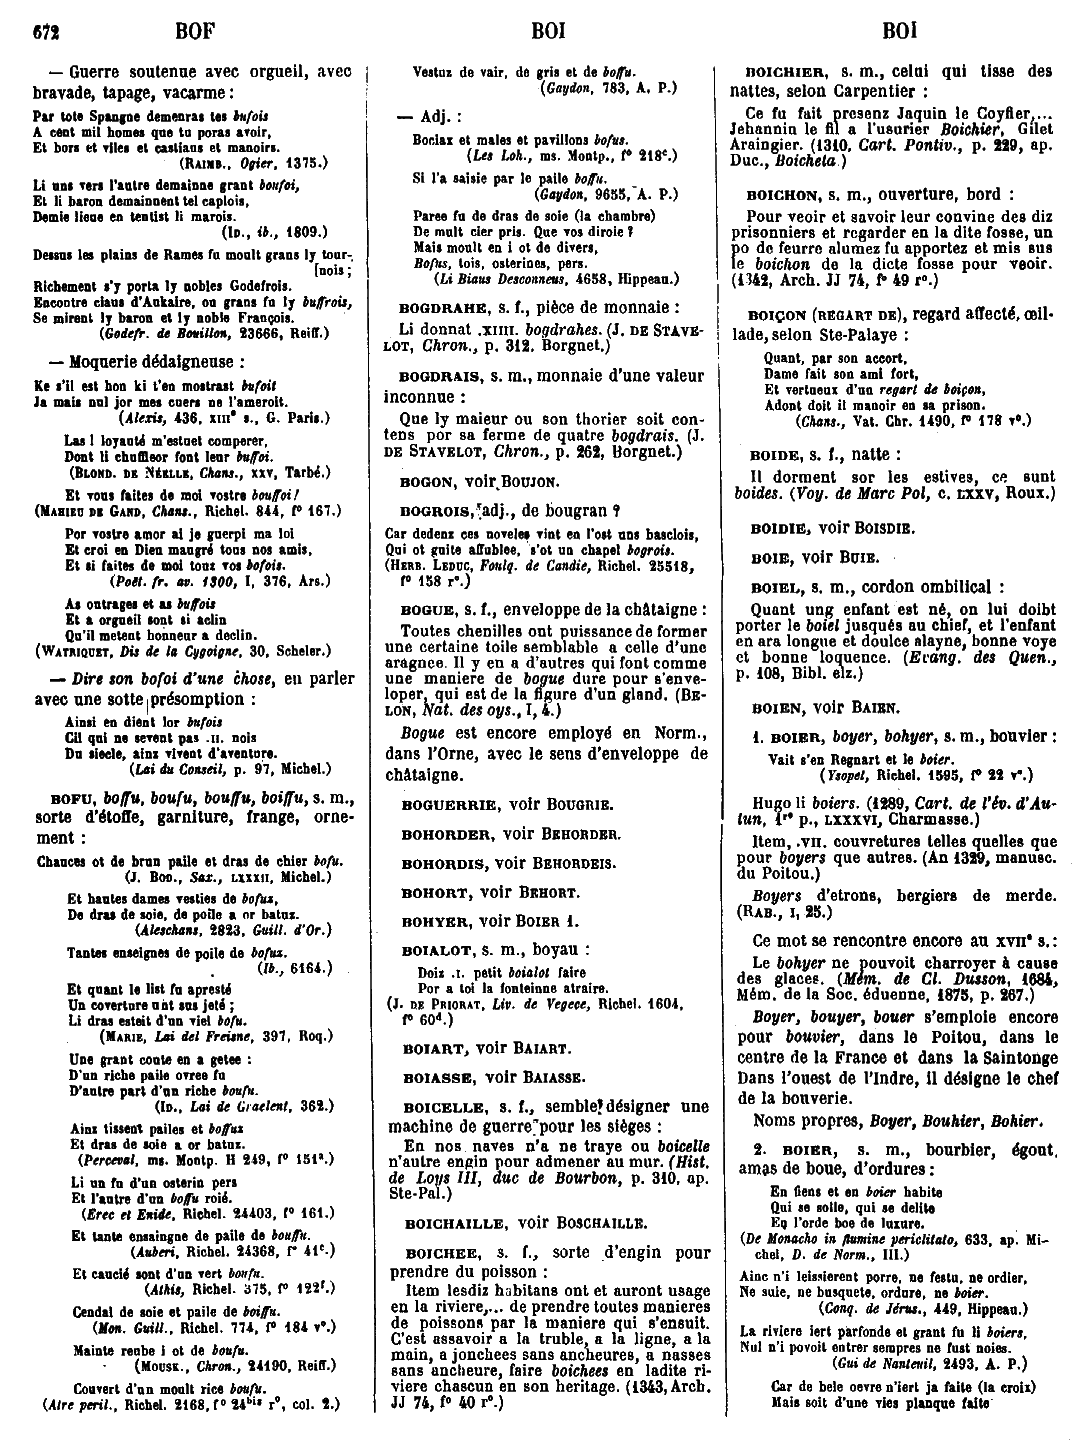 672 BOF BOI BOI
— Guerre soutenue avec orgueil, avec
bravade, tapage, vacarme :
Par tote Spangne demenras tes bufois
A cent mil homes que tu poras avoir,
Et bors et viles et castiaus et manoirs.
(RAIMB., Ogier, 1375.)
Li uns vers l'autre demainne grant boufoi,
Et li baron demainnent tel caplois,
Demie lieue en tentist li marois.
(ID., ib., 1809.)
Dessus les plains de Rames fu moult grans ly tour-
[nois ;
Richement s'y porta ly nobles Godefrois.
Encontre claus d'Aukaire, ou grans fu ly buffrois,
Se mirent ly baron et ly noble François.
(Godefr. de Bouillon, 23666, Reiff.)
— Moquerie dédaigneuse :
Ke s'il est hon ki t'en mostrast bufoit
Ja mais nul jor mes cuers ne l'ameroit.
(Alexis, 436, XIIIe s., G. Paris.)
Las ! loyauté m'estuet comperer,
Dont li chuffleor font leur buffoi.
(BLOND. DE NÉELLE, Chans., XXV, Tarbé.)
Et vous faites de moi vostre bouffoi!
(MAHIEU DE GAND, Chans., Richel. 844, f° 167.)
Por vostre amor ai je guerpi ma loi
Et croi en Dieu maugré tous nos amis,
Et si faites de moi touz vos bofois.
(Poët. fr. av. 1300, I, 376, Ars.)
As outrages et as buffois
Et a orgueil sont si aclin
Qu'il metent honneur a declin.
(WATRIQUET, Dis de la Cygoigne, 30, Scheler.)
— Dire son bofoi d'une chose, en parler
avec une sotte présomption :
Ainsi en dient lor bufois
Cil qui ne sevent pas .II. nois
Du siecle, ainz vivent d'aventure.
(Lai du Conseil, p. 97, Michel.)
BOFU, boffu, boufu, bouffu, boiffu, s. m.,
sorte d'étoffe, garniture, frange, orne-
ment :
Chauces ot de brun paile et dras de chier bofu.
(J. BOD., Sax., LXXXII, Michel.)
Et hautes dames vesties de bofus,
De dras de soie, de poile a or batuz.
(Aleschans, 2823, Guill. d'Or.)
Tantes enseignes de poile de bofuz.
(Ib., 6164.)
Et quant le list fu apresté
Un coverture unt sus jeté ;
Li dras esteit d'un viel bofu.
(MARIE, Lai del Freisne, 397, Roq.)
Une grant coute en a getee :
D'un riche paile ovree fu
D'autre part d'un riche boufu.
(ID., Lai de Graelent, 362.)
Ainz tissent pailes et boffuz
Et dras de soie a or batuz.
(Perceval, ms. Montp. H 249, f° 151a.)
Li un fu d'un osterin pers
Et l'autre d'un boffu roié.
(Erec et Enide, Richel. 24403, f° 161.)
Et tante ensaingne de paile de bouffu.
(Auberi, Richel. 24368, f° 41c.)
Et caucié sont d'un vert boufu.
(Athis, Richel. 375, f° 122f.)
Cendal de soie et paile de boiffu.
(Mon. Guill., Richel. 774, f° 184 v°.)
Mainte reube i ot de boufu.
(MOUSK., Chron., 24190, Reiff.)
Couvert d'un moult rice boufu.
(Atre peril., Richel. 2168, f° 24bis r°, col. 2.)
Vestuz de vair, de gris et de boffu.
(Gaydon, 783, A. P.)
— Adj. :
Boclax et males et pavillons bofus.
(Les Loh., ms. Montp., f° 218c.)
Si l'a saisie par le paile boffu.
(Gaydon, 9655, A. P.)
Paree fu de dras de soie (la chambre)
De mult cier pris. Que vos diroie ?
Mais moult en i ot de divers,
Bofus, tois, osterines, pers.
(Li Biaus Desconneus, 4658, Hippeau.)
BOGDRAHE, s. f., pièce de monnaie :
Li donnat .XIIII. bogdrahes. (J. DE STAVE-
LOT, Chron., p. 312. Borgnet.)
BOGDRAIS, s. m., monnaie d'une valeur
inconnue :
Que ly maieur ou son thorier soit con-
tens por sa ferme de quatre bogdrais. (J.
DE STAVELOT, Chron., p. 262, Borgnet.)
BOGON, voir BOUJON.
BOGROIS, adj., de bougran ?
Car dedenz ces noveles vint en l'ost uns basclois,
Qui ot guite affublee, s'ot un chapel bogrois.
(HERB. LEDUC, Foulq. de Candie, Richel. 25518,
f° 158 r°.)
BOGUE, s. f., enveloppe de la châtaigne :
Toutes chenilles ont puissance de former
une certaine toile semblable a celle d'une
aragnee. Il y en a d'autres qui font comme
une maniere de bogue dure pour s'enve-
loper, qui est de la figure d'un gland. (BE-
LON, Nat. des oys., I, 4.)
Bogue est encore employé en Norm.,
dans l'Orne, avec le sens d'enveloppe de
châtaigne.
BOGUERRIE, voir BOUGRIE.
BOHORDER, voir BEHORDER.
BOHORDIS, voir BEHORDEIS.
BOHORT, voir BEHORT.
BOHYER, voir BOIER 1.
BOIALOT, s. m., boyau :
Doiz .I. petit boialot faire
Por a toi la fonteinne atraire.
(J. DE PRIORAT, Liv. de Vegece, Richel. 1604,
f° 60d.)
BOIART, voir BAIART.
BOIASSE, voir BAIASSE.
BOICELLE, s. f., semble désigner une
machine de guerre pour les sièges :
En nos naves n'a ne traye ou boicelle
n'autre engin pour admener au mur. (Hist.
de Loys III, duc de Bourbon, p. 310, ap.
Ste-Pal.)
BOICHAILLE, voir BOSCHAILLE.
BOICHEE, s. f., sorte d'engin pour
prendre du poisson :
Item lesdiz habitans ont et auront usage
en la riviere,... de prendre toutes manieres
de poissons par la maniere qui s'ensuit.
C'est assavoir a la truble, a la ligne, a la
main, a jonchees sans ancheures, a nasses
sans ancheure, faire boichees en ladite ri-
viere chascun en son heritage. (1343, Arch.
JJ 74, f° 40 r°.)
BOICHIER, s. m., celui qui tisse des
nattes, selon Carpentier :
Ce fu fait presenz Jaquin le Coyfier,...
Jehannin le fil a l'usurier Boichier, Gilet
Araingier. (1310, Cart. Pontiv., p. 229, ap.
Duc., Boicheta.)
BOICHON, s. m., ouverture, bord :
Pour veoir et savoir leur convine des diz
prisonniers et regarder en la dite fosse, un
po de feurre alumez fu apportez et mis sus
le boichon de la dicte fosse pour veoir.
(1342, Arch. JJ 74, f° 49 r°.)
BOIÇON (REGART DE), regard affecté, œil-
lade, selon Ste-Palaye :
Quant, par son accort,
Dame fait son ami fort,
Et vertueux d'un regart de boiçon,
Adont doit il manoir en sa prison.
(Chans., Vat. Chr. 1490, f° 178 v°.)
BOIDE, s. f., natte :
Il dorment sor les estives, ce sunt
boides. (Voy. de Marc Pol, c. LXXV, Roux.)
BOIDIE, voir BOISDIE.
BOIE, voir BUIE.
BOIEL, s. m., cordon ombilical :
Quant ung enfant est né, on lui doibt
porter le boiel jusqués au chief, et l'enfant
en ara longue et doulce alayne, bonne voye
et bonne loquence. (Evang. des Quen.,
p. 108, Bibl. elz.)
BOIEN, voir BAIEN.
1. BOIER, boyer, bohyer, s. m., bouvier :
Vait s'en Regnart et le boier.
(Ysopet, Richel. 1595, f° 22 v°.)
Hugo li boiers. (1289, Cart. de l'év. d'Au-
tun, 1re p., LXXXVI, Charmasse.)
Item, .VII. couvretures telles quelles que
pour boyers que autres. (An 1329, manusc.
du Poitou.)
Boyers d'etrons, bergiers de merde.
(RAB., I, 25.)
Ce mot se rencontre encore au XVIIe s.:
Le bohyer ne pouvoit charroyer à cause
des glaces. (Mém. de Cl. Dusson, 1684,
Mém. de la Soc. éduenne, 1875, p. 267.)
Boyer, bouyer, bouer s'emploie encore
pour bouvier, dans le Poitou, dans le
centre de la France et dans la Saintonge
Dans l'ouest de l'Indre, il désigne le chef
de la bouverie.
Noms propres, Boyer, Bouhier, Bohier.
2. BOIER, s. m., bourbier, égout,
amas de boue, d'ordures :
En fiens et en boier habite
Qui se soille, qui se delite
En l'orde boe de luxure.
(De Monacho in flumine periclitato, 633, ap. Mi-
chel, D. de Norm., III.)
Ainc n'i leissierent porre, ne festu, ne ordier,
Ne suie, ne busquete, ordure, ne boier.
(Conq. de Jérus., 449, Hippeau.)
La riviere iert parfonde et grant fu li boiers,
Nul n'i povoit entrer sempres ne fust noies.
(Gui de Nanteuil, 2493, A. P.)
Car de bele oevre n'iert ja faite (la croix)
Mais soit d'une vies planque faite